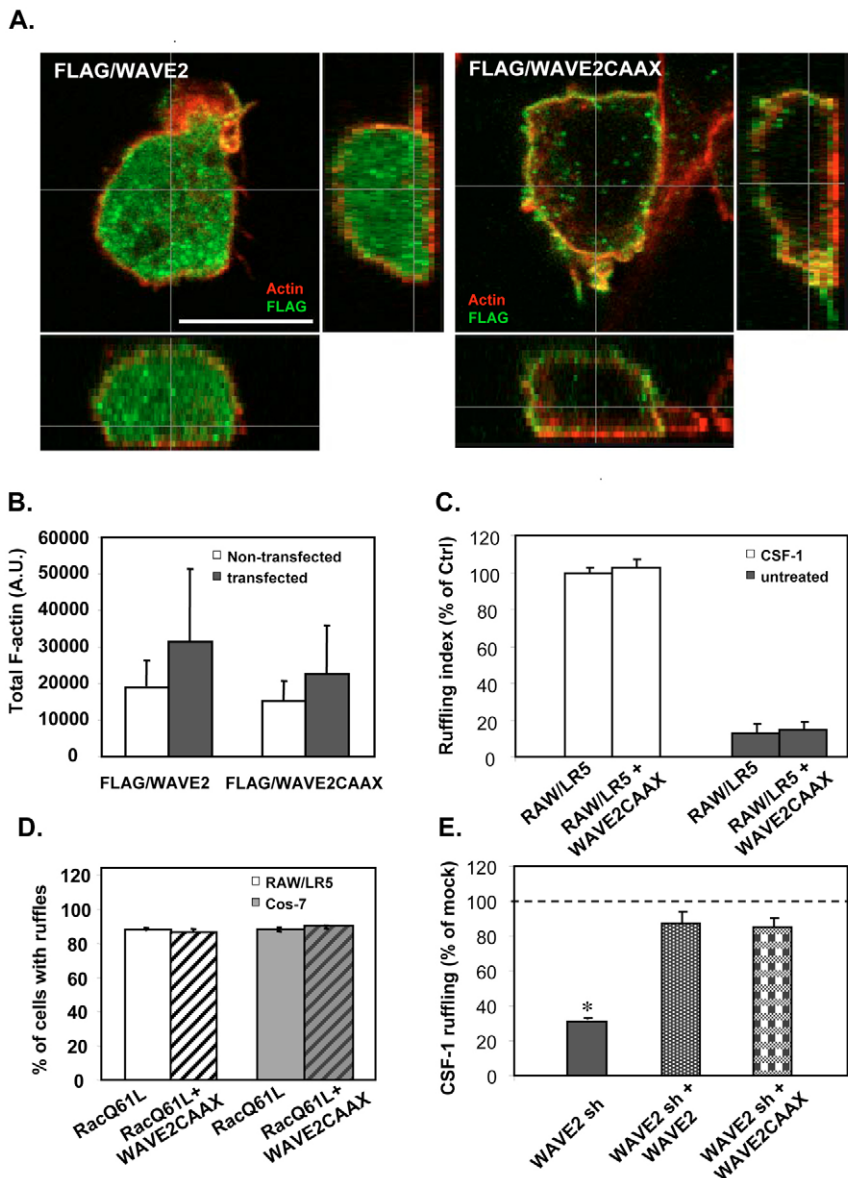 A.
FLAG/WAVE2
FLAG/WAVE2CAAX
Actin
FLAG
Actin
FLAG
B.
60000
50000
40000
30000
20000
10000
0
Total F-actin (A.U.)
Non-transfected
transfected
FLAG/WAVE2
FLAG/WAVE2CAAX
C.
120
100
80
60
40
20
0
Ruffling index (% of Ctrl)
CSF-1
untreated
RAW/LR5
RAW/LR5 +
WAVE2CAAX
RAW/LR5
RAW/LR5 +
WAVE2CAAX
D.
120
100
80
60
40
20
0
% of cells with ruffles
RAW/LR5
Cos-7
RacQ61L
RacQ61L+
WAVE2CAAX
RacQ61L
RacQ61L+
WAVE2CAAX
E.
120
100
80
60
40
20
0
CSF-1 ruffling (% of mock)
*
WAVE2 sh
WAVE2 sh +
WAVE2
WAVE2 sh +
WAVE2CAAX